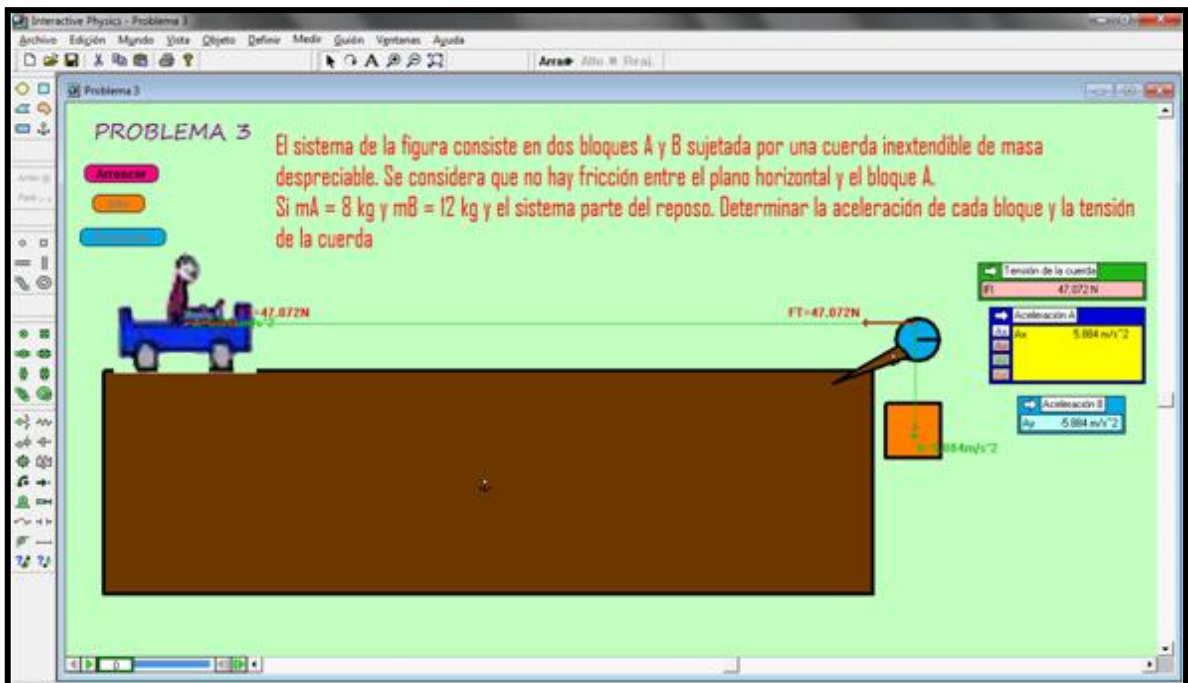 Interactive Physics - Problema 3
Archivo Edición Mundo Vista Objeto Definir Medir Guión Ventanas Ayuda
Arran
Problema 3
PROBLEMA 3
El sistema de la figura consiste en dos bloques A y B sujetada por una cuerda inextendible de masa
despreciable. Se considera que no hay fricción entre el plano horizontal y el bloque A.
Si mA = 8 kg y mB = 12 kg y el sistema parte del reposo. Determinar la aceleración de cada bloque y la tensión
de la cuerda
Arrancar
Tensión de la cuerda
|F| 47.072 N
=47.072N
FT=47.072N
Aceleración A
Ax 5.884 m/s^2
Aceleración B
Ay -5.884 m/s^2
884m/s^2
0